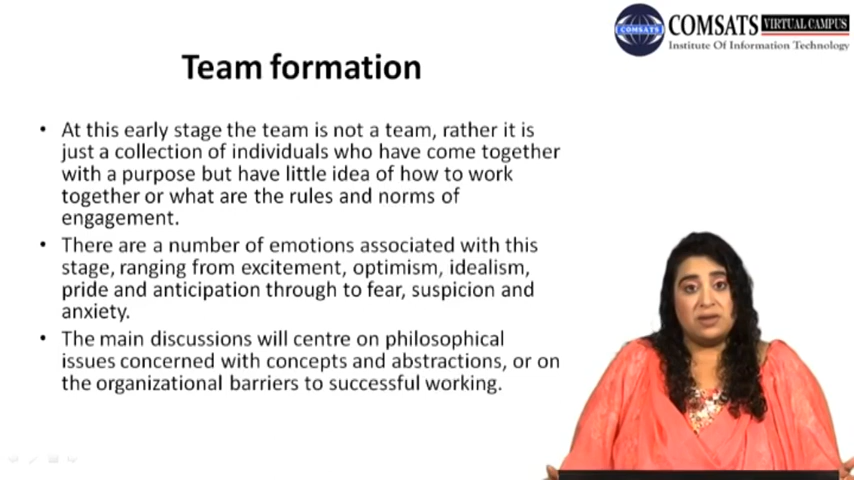 COMSATS VIRTUAL CAMPUS
COMSATS
Institute Of Information Technology
Team formation
• At this early stage the team is not a team, rather it is
just a collection of individuals who have come together
with a purpose but have little idea of how to work
together or what are the rules and norms of
engagement.
• There are a number of emotions associated with this
stage, ranging from excitement, optimism, idealism,
pride and anticipation through to fear, suspicion and
anxiety.
• The main discussions will centre on philosophical
issues concerned with concepts and abstractions, or on
the organizational barriers to successful working.